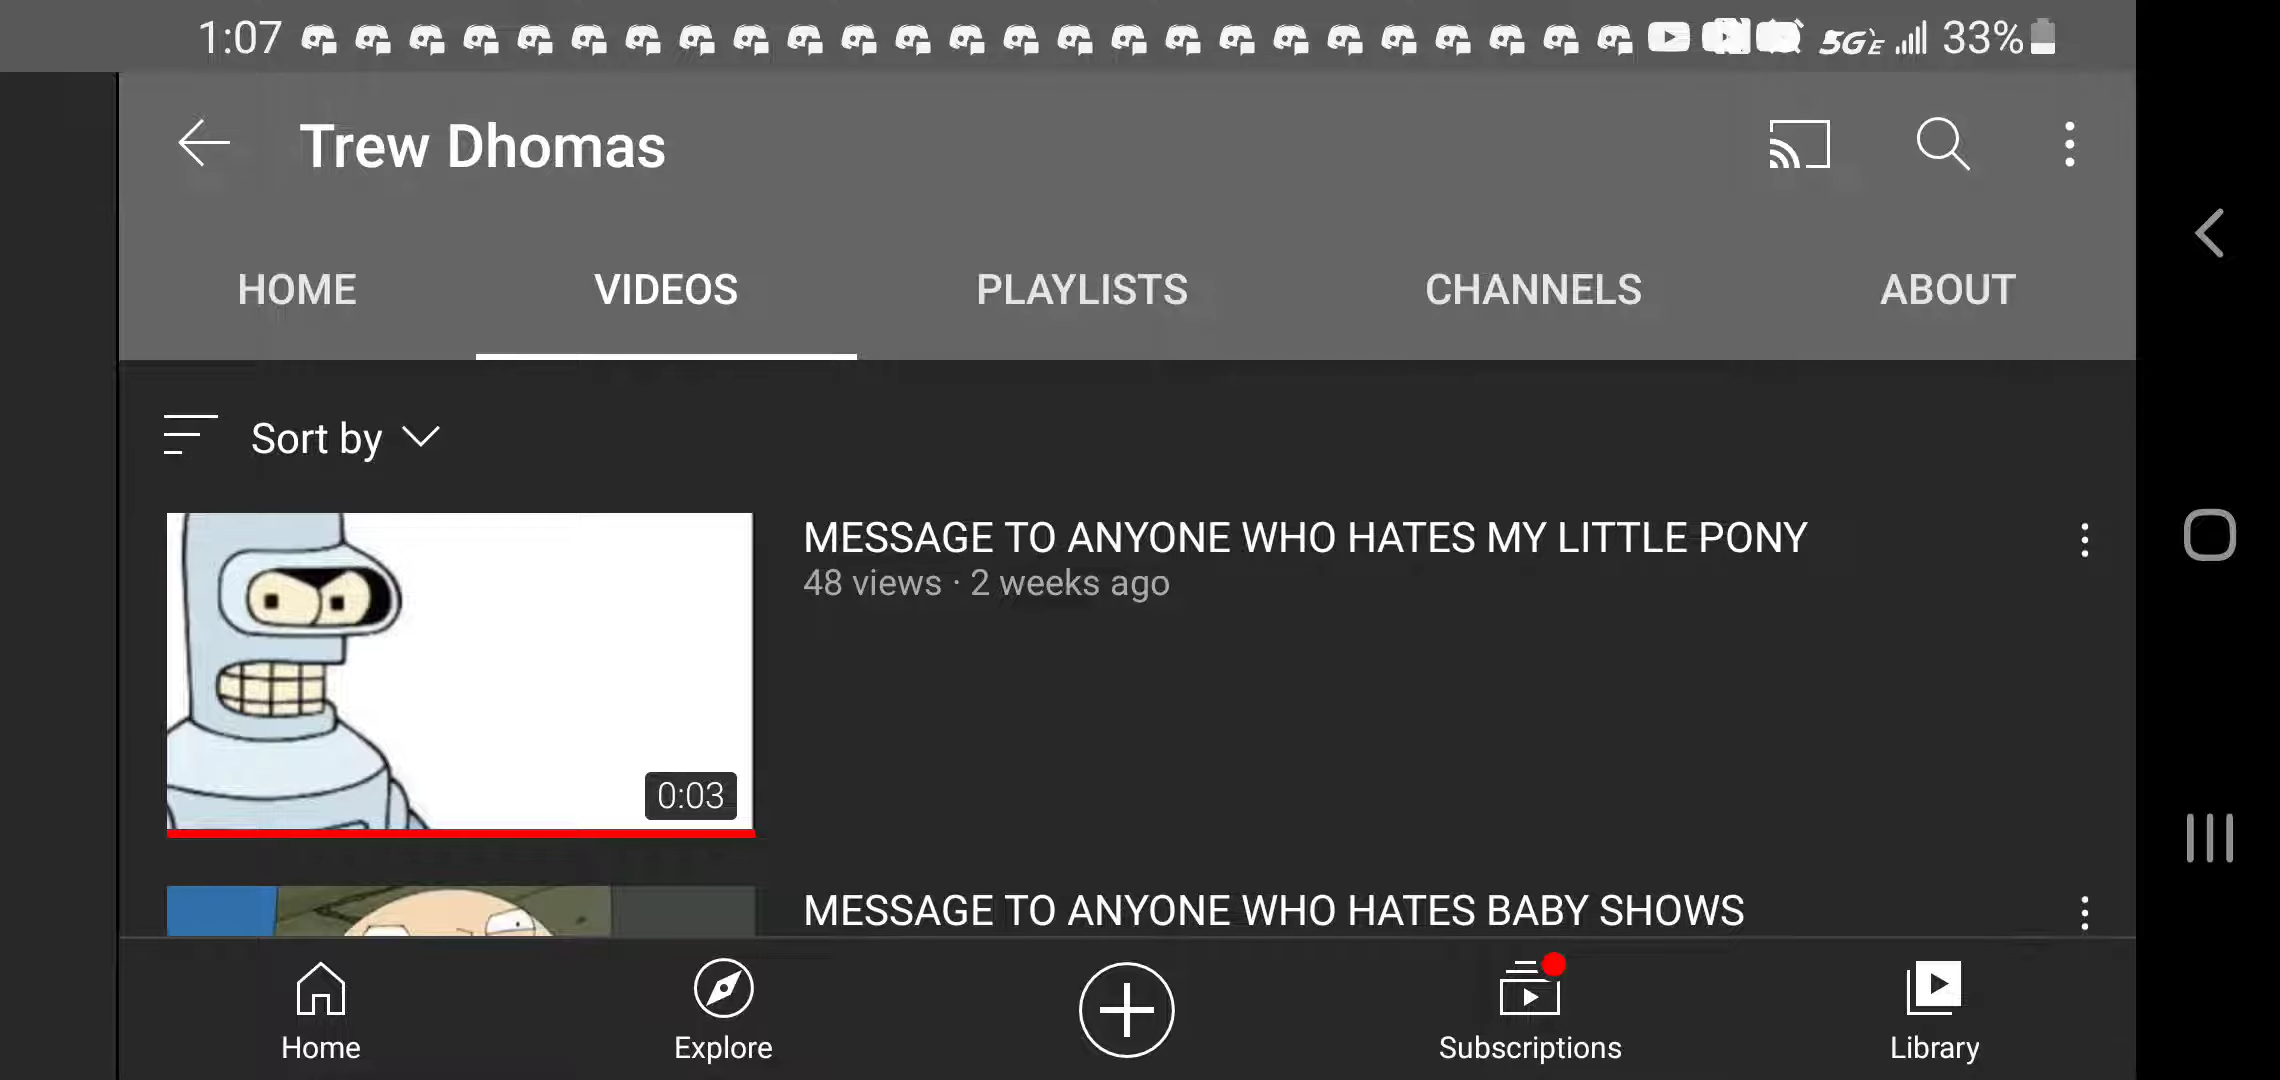 1:07 5GE 33%
Trew Dhomas
HOME VIDEOS PLAYLISTS CHANNELS ABOUT
Sort by
MESSAGE TO ANYONE WHO HATES MY LITTLE PONY
48 views · 2 weeks ago
0:03
MESSAGE TO ANYONE WHO HATES BABY SHOWS
Home Explore Subscriptions Library